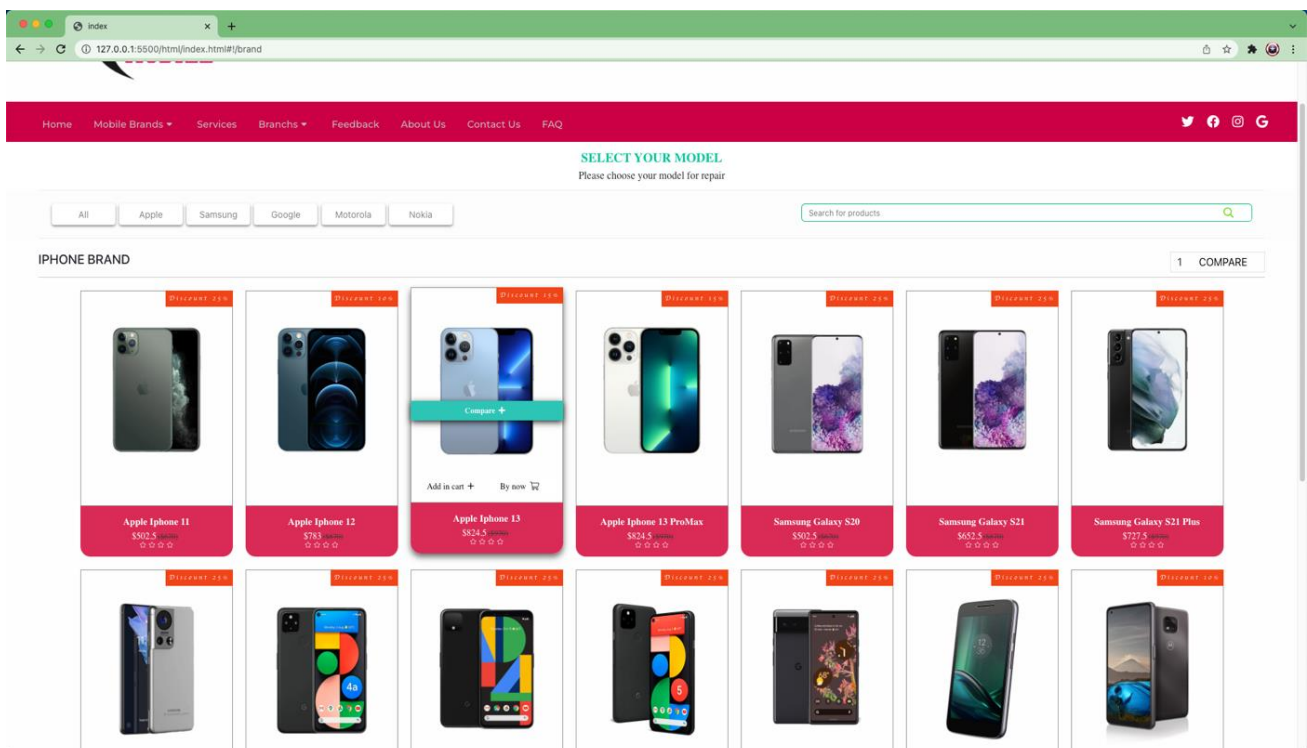 index
127.0.0.1:5500/html/index.html#!/brand
Home Mobile Brands Services Branchs Feedback About Us Contact Us FAQ
SELECT YOUR MODEL
Please choose your model for repair
All Apple Samsung Google Motorola Nokia Search for products
IPHONE BRAND 1 COMPARE
Discount 25% Discount 10% Discount 15% Discount 15% Discount 25% Discount 25% Discount 25%
Compare +
Add in cart + By now
Apple Iphone 11 Apple Iphone 12 Apple Iphone 13 Apple Iphone 13 ProMax Samsung Galaxy S20 Samsung Galaxy S21 Samsung Galaxy S21 Plus
$502.5 $783 $824.5 $824.5 $502.5 $652.5 $727.5
Discount 25% Discount 25% Discount 25% Discount 25% Discount 25% Discount 25% Discount 10%
4a
5